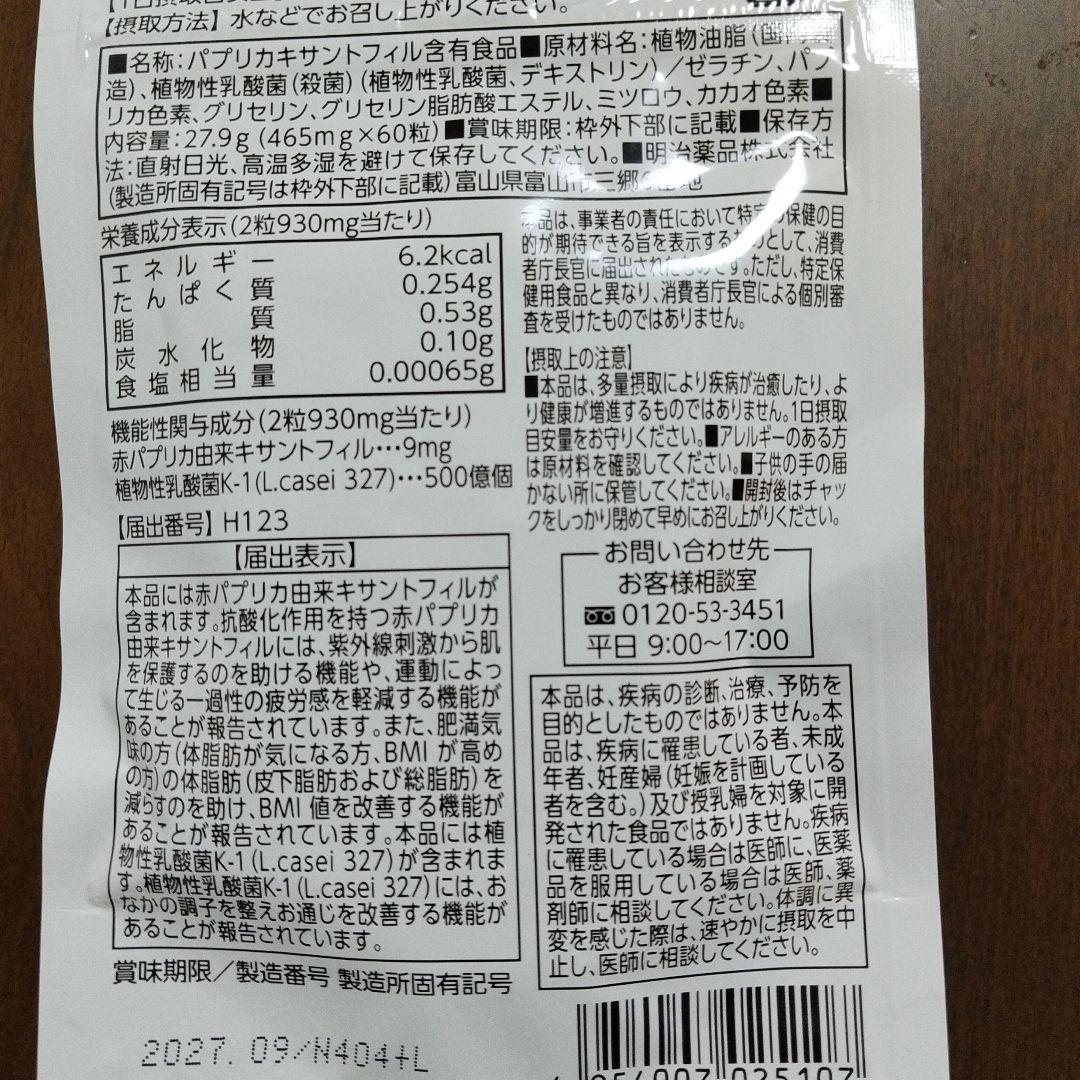 【摂取方法】水などでお召し上がりください。
■名称:パプリカキサントフィル含有食品■原材料名:植物油脂(国内製
造)、植物性乳酸菌(殺菌)(植物性乳酸菌、デキストリン)/ゼラチン、パプ
リカ色素、グリセリン、グリセリン脂肪酸エステル、ミツロウ、カカオ色素■
内容量:27.9g(465mg×60粒)■賞味期限:枠外下部に記載■保存方
法:直射日光、高温多湿を避けて保存してください。■明治薬品株式会社
(製造所固有記号は枠外下部に記載)富山県富山市三郷
栄養成分表示(2粒930mg当たり)
エネルギー 6.2kcal
たんぱく質 0.254g
脂質 0.53g
炭水化物 0.10g
食塩相当量 0.00065g
機能性関与成分(2粒930mg当たり)
赤パプリカ由来キサントフィル…9mg
植物性乳酸菌K-1(L.casei 327)…500億個
【届出番号】H123
【届出表示】
本品には赤パプリカ由来キサントフィルが
含まれます。抗酸化作用を持つ赤パプリカ
由来キサントフィルには、紫外線刺激から肌
を保護するのを助ける機能や、運動によっ
て生じる一過性の疲労感を軽減する機能が
あることが報告されています。また、肥満気
味の方(体脂肪が気になる方、BMIが高め
の方)の体脂肪(皮下脂肪および総脂肪)を
減らすのを助け、BMI値を改善する機能が
あることが報告されています。本品には植
物性乳酸菌K-1(L.casei 327)が含まれま
す。植物性乳酸菌K-1(L.casei 327)には、お
なかの調子を整えお通じを改善する機能が
あることが報告されています。
賞味期限/製造番号 製造所固有記号
2027.09/N404+L
本品は、事業者の責任において特定の保健の目
的が期待できる旨を表示するものとして、消費
者庁長官に届出されたものです。ただし、特定保
健用食品と異なり、消費者庁長官による個別審
査を受けたものではありません。
【摂取上の注意】
■本品は、多量摂取により疾病が治癒したり、よ
り健康が増進するものではありません。1日摂取
目安量をお守りください。■アレルギーのある方
は原材料を確認してください。■子供の手の届
かない所に保管してください。■開封後はチャッ
クをしっかり閉めて早めにお召し上がりください。
お問い合わせ先
お客様相談室
0120-53-3451
平日 9:00~17:00
本品は、疾病の診断、治療、予防を
目的としたものではありません。本
品は、疾病に罹患している者、未成
年者、妊産婦(妊娠を計画している
者を含む。)及び授乳婦を対象に開
発された食品ではありません。疾病
に罹患している場合は医師に、医薬
品を服用している場合は医師、薬
剤師に相談してください。体調に異
変を感じた際は、速やかに摂取を中
止し、医師に相談してください。